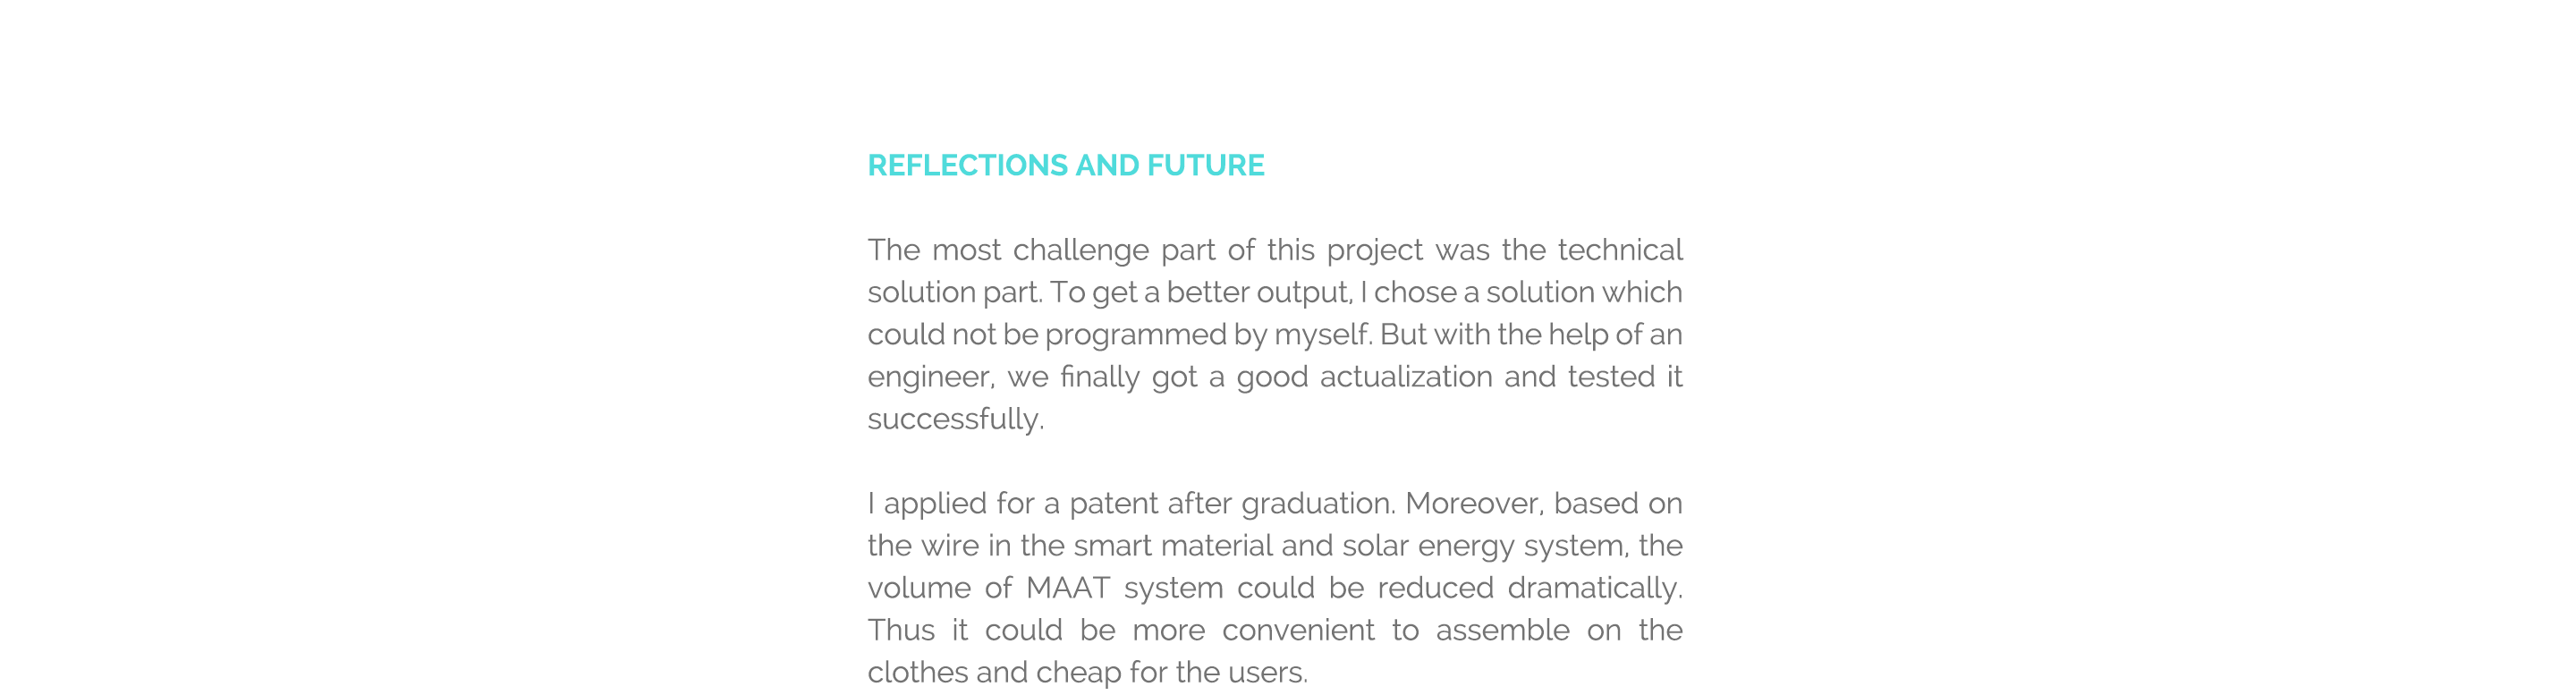 REFLECTIONS AND FUTURE
The most challenge part of this project was the technical
solution part. To get a better output, I chose a solution which
could not be programmed by myself. But with the help of an
engineer, we finally got a good actualization and tested it
successfully.
I applied for a patent after graduation. Moreover, based on
the wire in the smart material and solar energy system, the
volume of MAAT system could be reduced dramatically.
Thus it could be more convenient to assemble on the
clothes and cheap for the users.